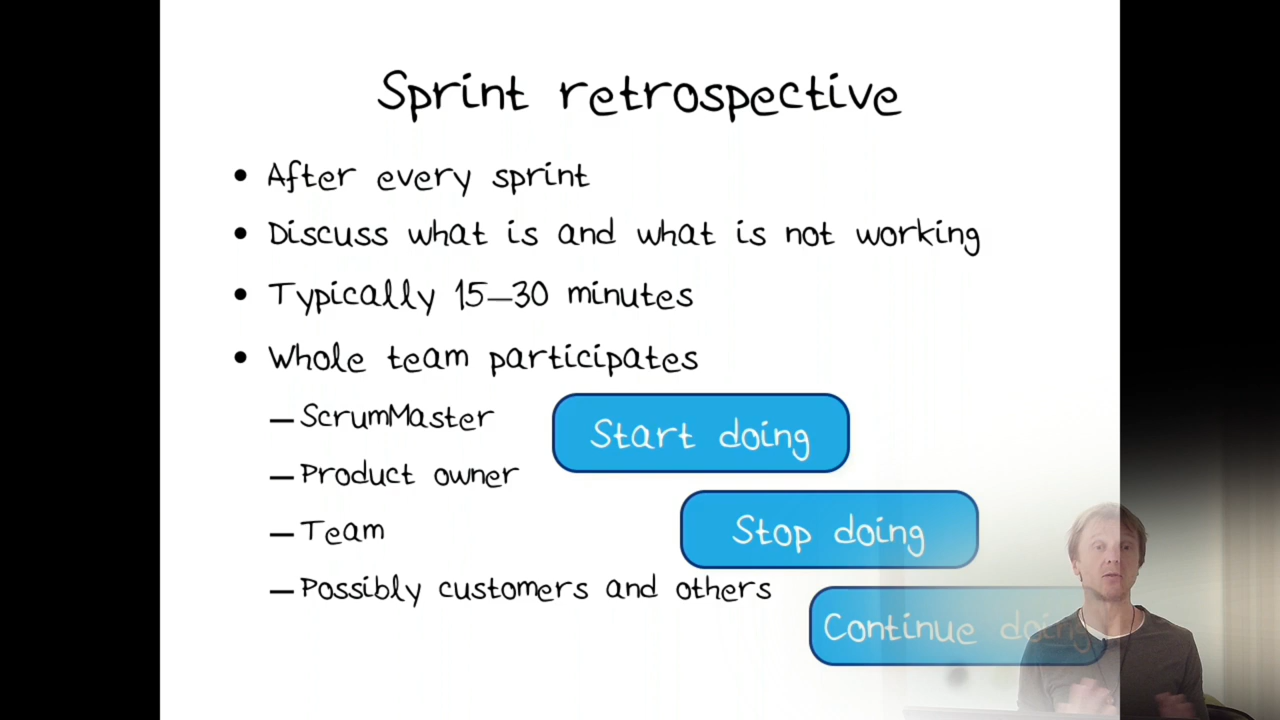 Sprint retrospective
• After every sprint
• Discuss what is and what is not working
• Typically 15–30 minutes
• Whole team participates
– ScrumMaster
– Product owner
– Team
– Possibly customers and others
Start doing
Stop doing
Continue doing